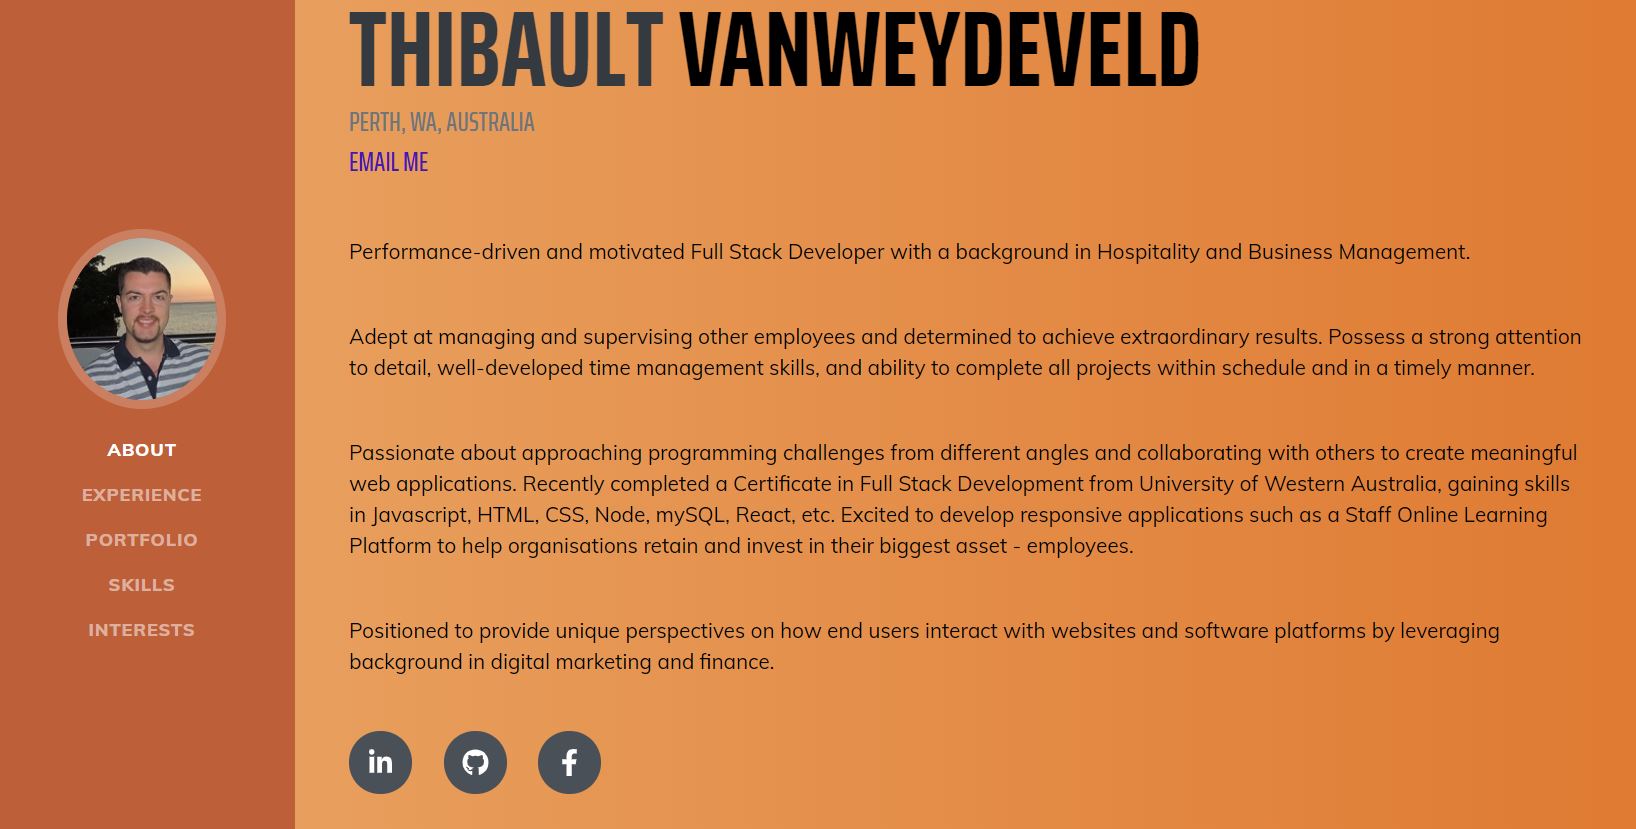 THIBAULT VANWEYDEVELD
PERTH, WA, AUSTRALIA
EMAIL ME
ABOUT
EXPERIENCE
PORTFOLIO
SKILLS
INTERESTS
Performance-driven and motivated Full Stack Developer with a background in Hospitality and Business Management.
Adept at managing and supervising other employees and determined to achieve extraordinary results. Possess a strong attention
to detail, well-developed time management skills, and ability to complete all projects within schedule and in a timely manner.
Passionate about approaching programming challenges from different angles and collaborating with others to create meaningful
web applications. Recently completed a Certificate in Full Stack Development from University of Western Australia, gaining skills
in Javascript, HTML, CSS, Node, mySQL, React, etc. Excited to develop responsive applications such as a Staff Online Learning
Platform to help organisations retain and invest in their biggest asset - employees.
Positioned to provide unique perspectives on how end users interact with websites and software platforms by leveraging
background in digital marketing and finance.
in
f